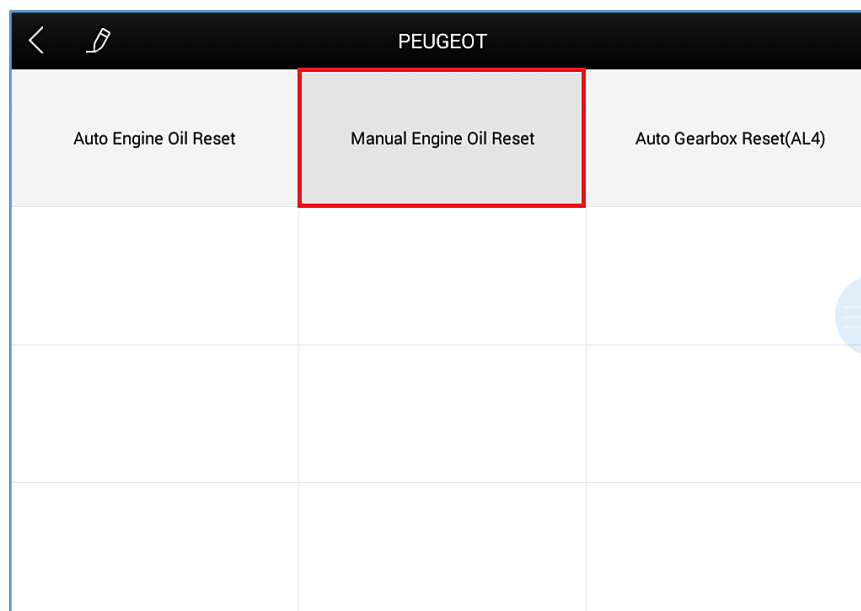 PEUGEOT
Auto Engine Oil Reset
Manual Engine Oil Reset
Auto Gearbox Reset(AL4)